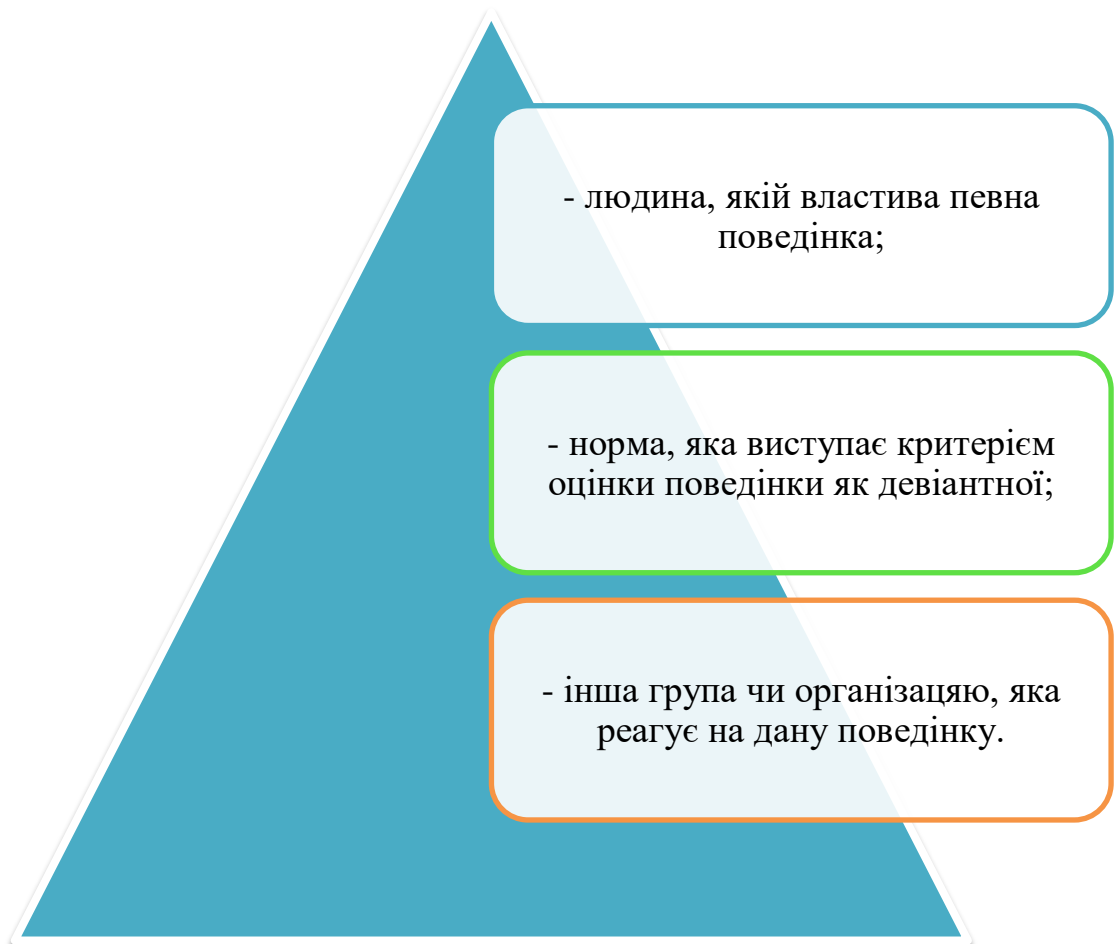 - людина, якій властива певна
поведінка;
- норма, яка виступає критерієм
оцінки поведінки як девіантної;
- інша група чи організацяю, яка
реагує на дану поведінку.